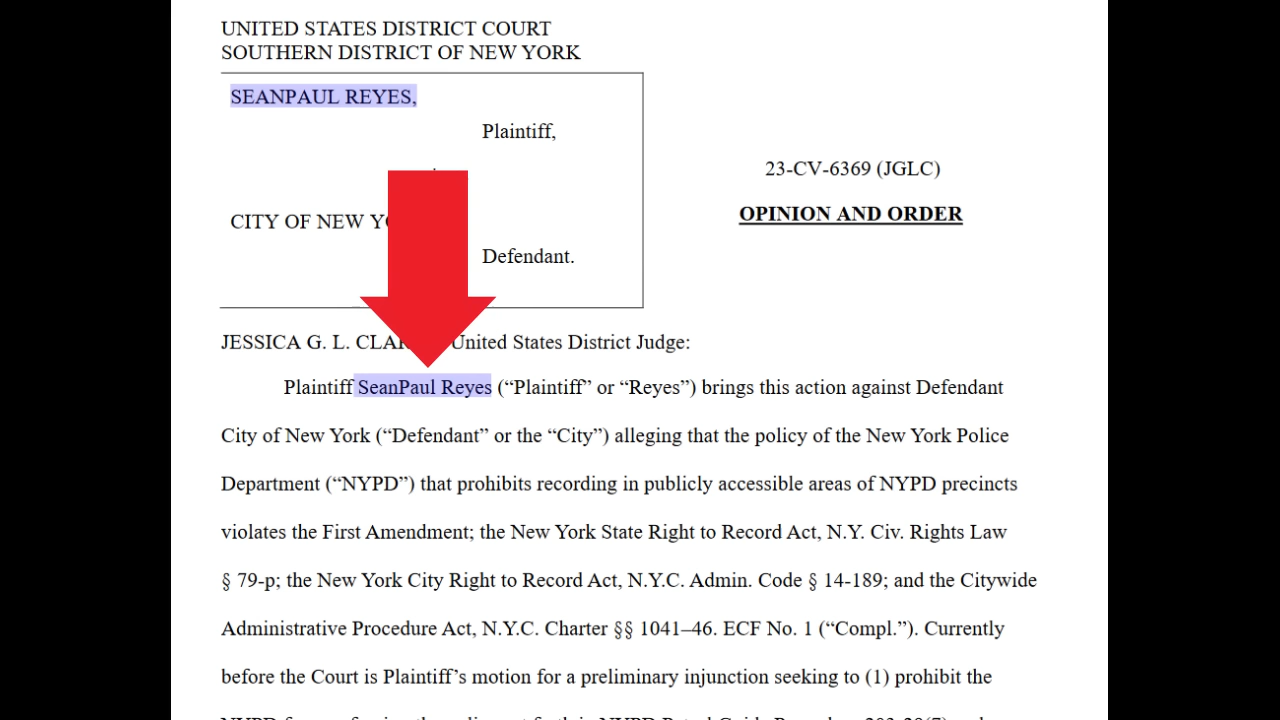 UNITED STATES DISTRICT COURT
SOUTHERN DISTRICT OF NEW YORK
SEANPAUL REYES,
Plaintiff,
23-CV-6369 (JGLC)
OPINION AND ORDER
CITY OF NEW
Defendant.
JESSICA G. L. United States District Judge:
Plaintiff SeanPaul Reyes (“Plaintiff” or “Reyes”) brings this action against Defendant
City of New York (“Defendant” or the “City”) alleging that the policy of the New York Police
Department (“NYPD”) that prohibits recording in publicly accessible areas of NYPD precincts
violates the First Amendment; the New York State Right to Record Act, N.Y. Civ. Rights Law
§ 79-p; the New York City Right to Record Act, N.Y.C. Admin. Code § 14-189; and the Citywide
Administrative Procedure Act, N.Y.C. Charter §§ 1041–46. ECF No. 1 (“Compl.”). Currently
before the Court is Plaintiff’s motion for a preliminary injunction seeking to (1) prohibit the